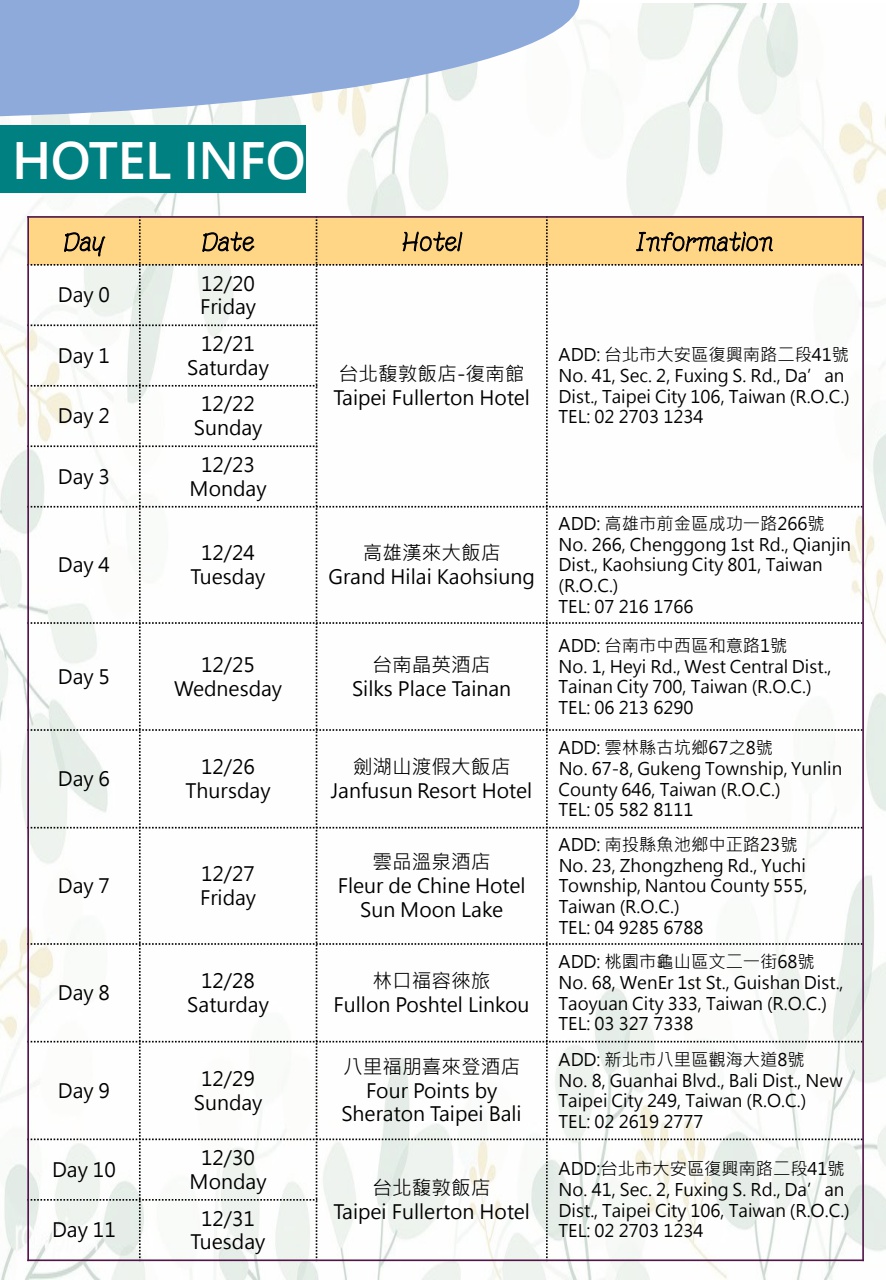 HOTEL INFO
Day Date Hotel Information
Day 0
12/20
Friday
Day 1
12/21
Saturday
Day 2
12/22
Sunday
Day 3
12/23
Monday
台北馥敦飯店-復南館
Taipei Fullerton Hotel
ADD: 台北市大安區復興南路二段41號
No. 41, Sec. 2, Fuxing S. Rd., Da’an
Dist., Taipei City 106, Taiwan (R.O.C.)
TEL: 02 2703 1234
Day 4
12/24
Tuesday
高雄漢來大飯店
Grand Hilai Kaohsiung
ADD: 高雄市前金區成功一路266號
No. 266, Chenggong 1st Rd., Qianjin
Dist., Kaohsiung City 801, Taiwan
(R.O.C.)
TEL: 07 216 1766
Day 5
12/25
Wednesday
台南晶英酒店
Silks Place Tainan
ADD: 台南市中西區和意路1號
No. 1, Heyi Rd., West Central Dist.,
Tainan City 700, Taiwan (R.O.C.)
TEL: 06 213 6290
Day 6
12/26
Thursday
劍湖山渡假大飯店
Janfusun Resort Hotel
ADD: 雲林縣古坑鄉67之8號
No. 67-8, Gukeng Township, Yunlin
County 646, Taiwan (R.O.C.)
TEL: 05 582 8111
Day 7
12/27
Friday
雲品溫泉酒店
Fleur de Chine Hotel
Sun Moon Lake
ADD: 南投縣魚池鄉中正路23號
No. 23, Zhongzheng Rd., Yuchi
Township, Nantou County 555,
Taiwan (R.O.C.)
TEL: 04 9285 6788
Day 8
12/28
Saturday
林口福容徠旅
Fullon Poshtel Linkou
ADD: 桃園市龜山區文二一街68號
No. 68, WenEr 1st St., Guishan Dist.,
Taoyuan City 333, Taiwan (R.O.C.)
TEL: 03 327 7338
Day 9
12/29
Sunday
八里福朋喜來登酒店
Four Points by
Sheraton Taipei Bali
ADD: 新北市八里區觀海大道8號
No. 8, Guanhai Blvd., Bali Dist., New
Taipei City 249, Taiwan (R.O.C.)
TEL: 02 2619 2777
Day 10
12/30
Monday
Day 11
12/31
Tuesday
台北馥敦飯店
Taipei Fullerton Hotel
ADD:台北市大安區復興南路二段41號
No. 41, Sec. 2, Fuxing S. Rd., Da’an
Dist., Taipei City 106, Taiwan (R.O.C.)
TEL: 02 2703 1234